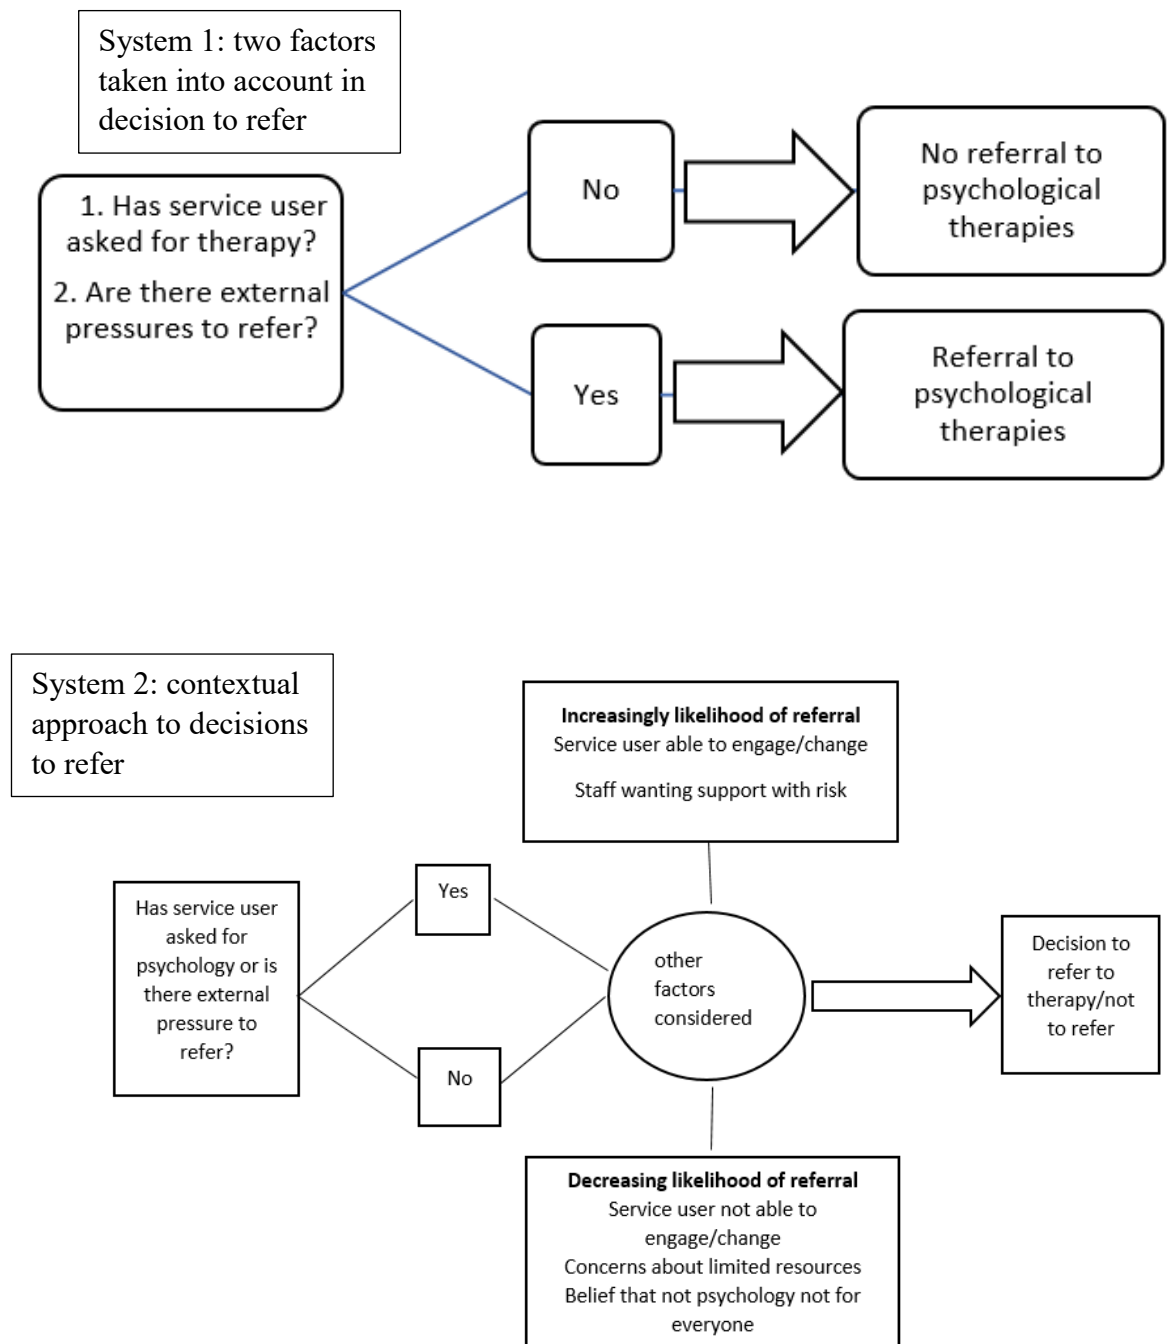 System 1: two factors
taken into account in
decision to refer
1. Has service user
asked for therapy?
2. Are there external
pressures to refer?
No
No referral to
psychological
therapies
Yes
Referral to
psychological
therapies
System 2: contextual
approach to decisions
to refer
Increasingly likelihood of referral
Service user able to engage/change
Staff wanting support with risk
Has service user
asked for
psychology or is
there external
pressure to
refer?
Yes
No
other
factors
considered
Decision to
refer to
therapy/not
to refer
Decreasing likelihood of referral
Service user not able to
engage/change
Concerns about limited resources
Belief that not psychology not for
everyone